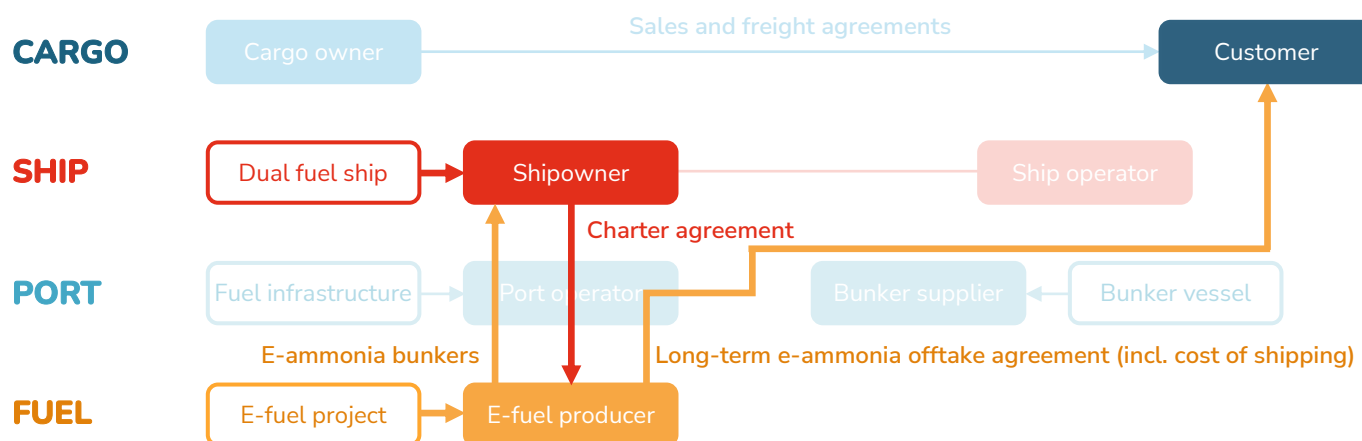 Sales and freight agreements
CARGO
Cargo owner
Customer
SHIP
Dual fuel ship
Shipowner
Ship operator
Charter agreement
PORT
Fuel infrastructure
Port operator
Bunker supplier
Bunker vessel
E-ammonia bunkers
Long-term e-ammonia offtake agreement (incl. cost of shipping)
FUEL
E-fuel project
E-fuel producer